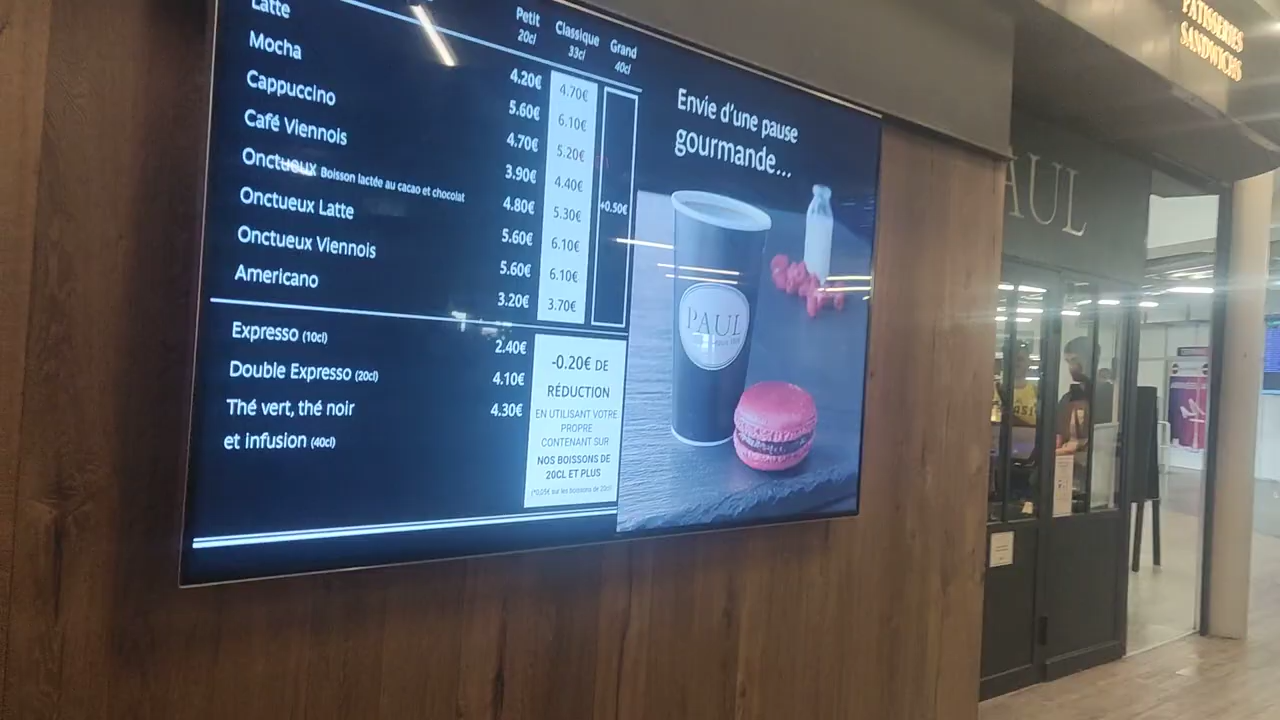 Petit Classique Grand
20cl 33cl 40cl
Latte 4.20€ 4.70€
Mocha 5.60€ 6.10€
Cappuccino 4.70€ 5.20€
Café Viennois 3.90€ 4.40€
Onctueux Boisson lactée au cacao et chocolat 4.80€ 5.30€ +0.50€
Onctueux Latte 5.60€ 6.10€
Onctueux Viennois 5.60€ 6.10€
Americano 3.20€ 3.70€
Expresso (10cl) 2.40€
Double Expresso (20cl) 4.10€
Thé vert, thé noir 4.30€
et infusion (40cl)
-0.20€ DE
RÉDUCTION
EN UTILISANT VOTRE
PROPRE
CONTENANT SUR
NOS BOISSONS DE
20CL ET PLUS
Envie d'une pause
gourmande...
PAUL
PATISSERIES
SANDWICHS
AUL